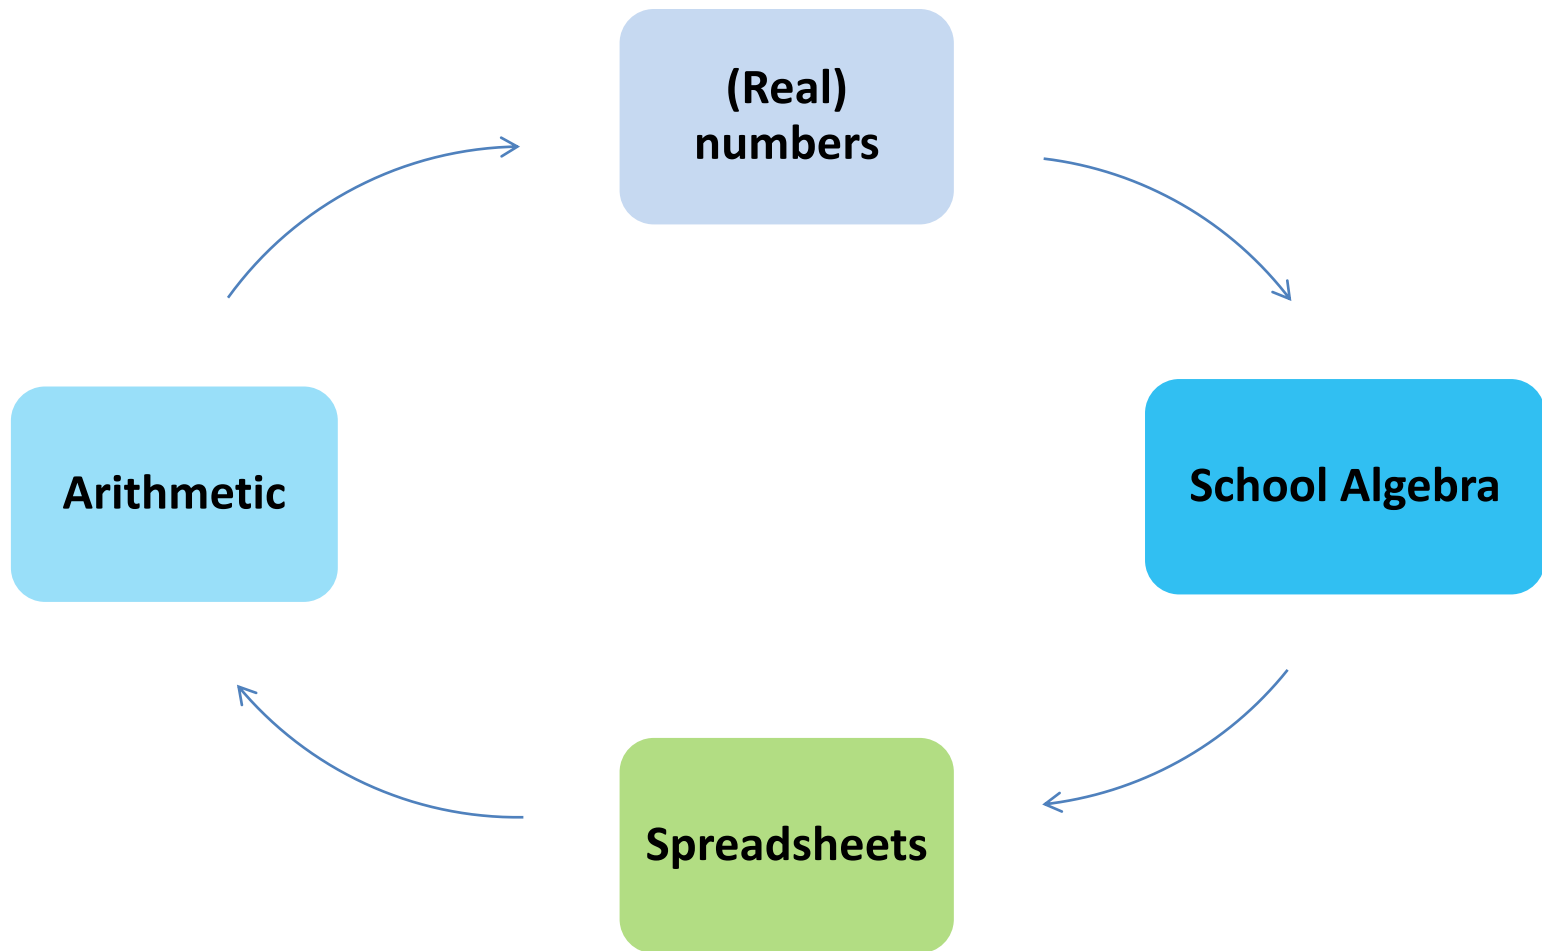 (Real)
numbers
School Algebra
Spreadsheets
Arithmetic